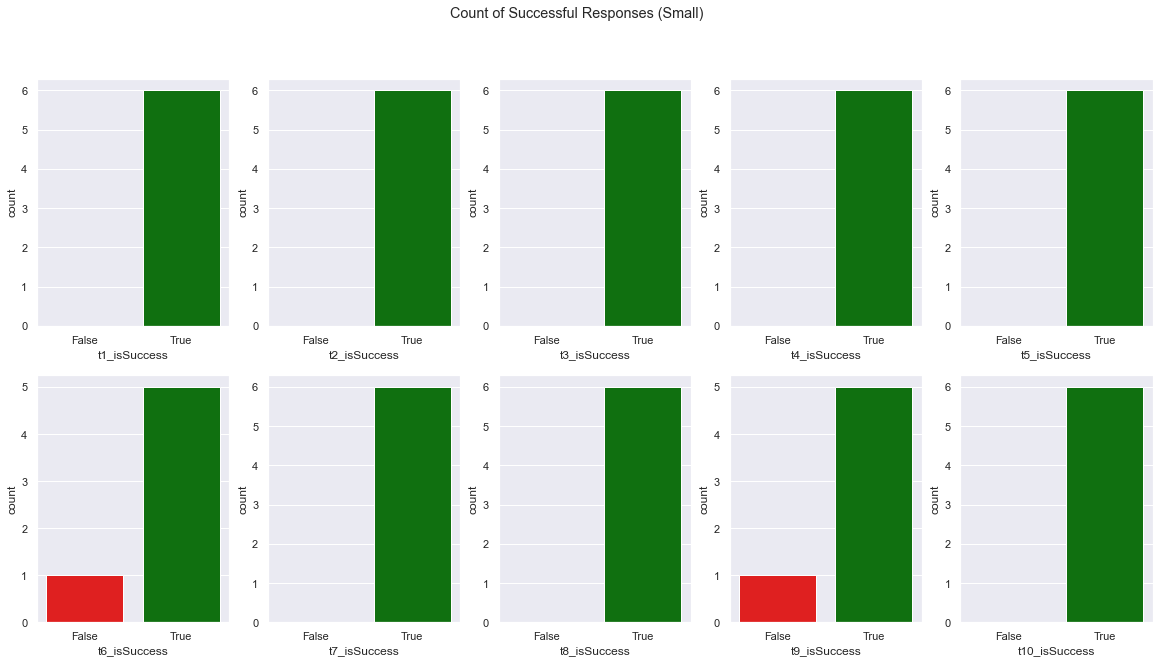 Count of Successful Responses (Small)
6
5
4
3
2
1
0
count
False True
t1_isSuccess
6
5
4
3
2
1
0
count
False True
t2_isSuccess
6
5
4
3
2
1
0
count
False True
t3_isSuccess
6
5
4
3
2
1
0
count
False True
t4_isSuccess
6
5
4
3
2
1
0
count
False True
t5_isSuccess
5
4
3
2
1
0
count
False True
t6_isSuccess
6
5
4
3
2
1
0
count
False True
t7_isSuccess
6
5
4
3
2
1
0
count
False True
t8_isSuccess
5
4
3
2
1
0
count
False True
t9_isSuccess
6
5
4
3
2
1
0
count
False True
t10_isSuccess